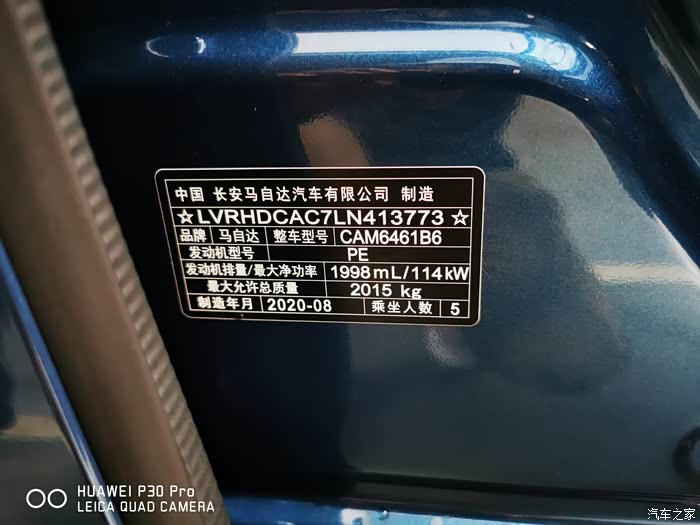 中国 长安马自达汽车有限公司 制造
☆LVRHDCAC7LN413773☆
品牌 马自达 整车型号 CAM6461B6
发动机型号 PE
发动机排量/最大净功率 1998mL/114kW
最大允许总质量 2015 kg
制造年月 2020-08 乘坐人数 5
HUAWEI P30 Pro
LEICA QUAD CAMERA
汽车之家